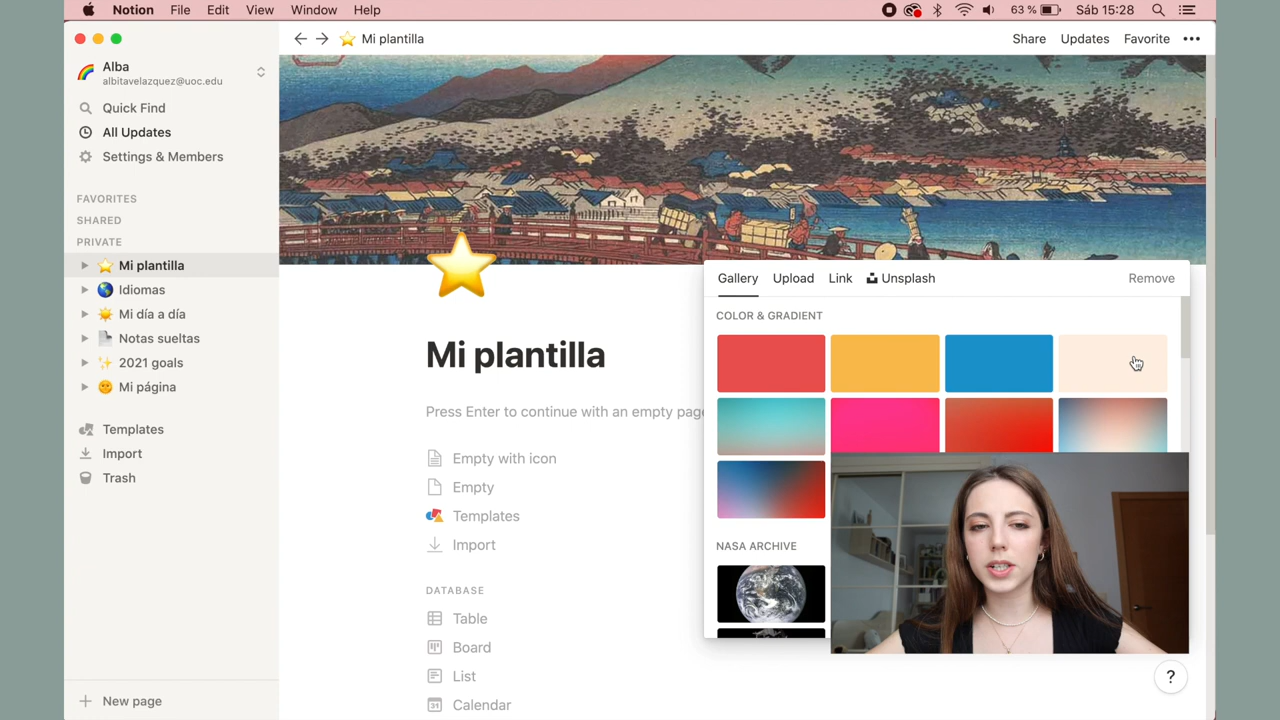 Notion File Edit View Window Help 63 % Sáb 15:28
Alba
albitavelazquez@uoc.edu
Quick Find
All Updates
Settings & Members
FAVORITES
SHARED
PRIVATE
Mi plantilla
Idiomas
Mi día a día
Notas sueltas
2021 goals
Mi página
Templates
Import
Trash
New page
Mi plantilla
Share Updates Favorite
Mi plantilla
Press Enter to continue with an empty
Empty with icon
Empty
Templates
Import
DATABASE
Table
Board
List
31 Calendar
Gallery Upload Link Unsplash Remove
COLOR & GRADIENT
NASA ARCHIVE
?